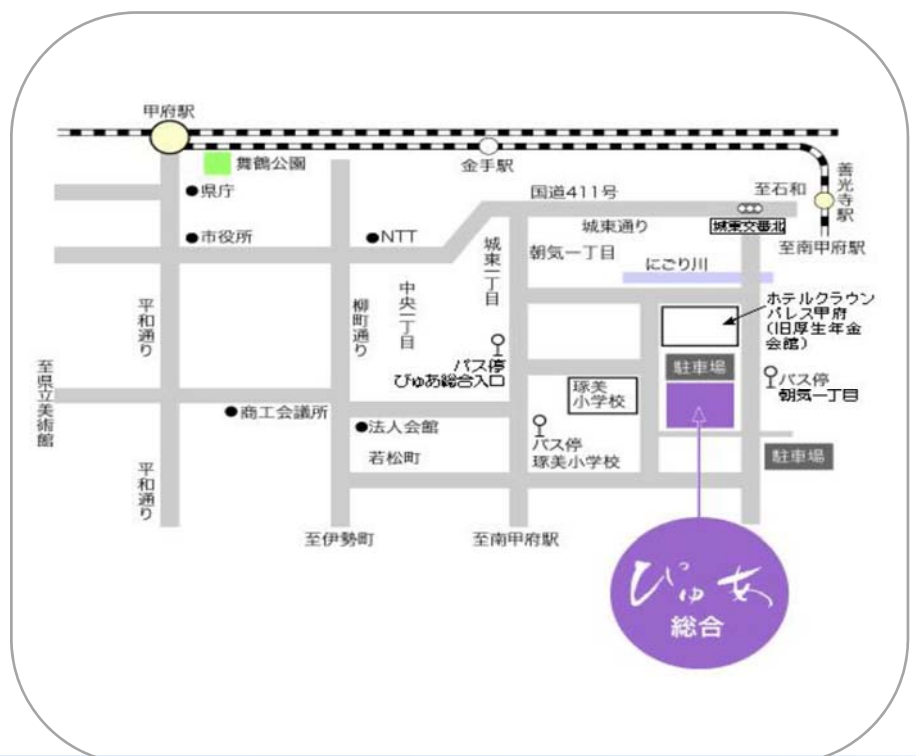 甲府駅
舞鶴公園
金手駅
善光寺駅
県庁
国道411号
至石和
市役所
NTT
城東通り
城東交番北
城東一丁目
朝気一丁目
至南甲府駅
にごり川
平和通り
柳町通り
中央一丁目
ホテルクラウン
パレス甲府
(旧厚生年金
会館)
バス停
ぴゅあ総合入口
駐車場
至県立美術館
琢美
小学校
バス停
朝気一丁目
商工会議所
法人会館
若松町
バス停
琢美小学校
駐車場
平和通り
至伊勢町
至南甲府駅
ぴゅあ
総合